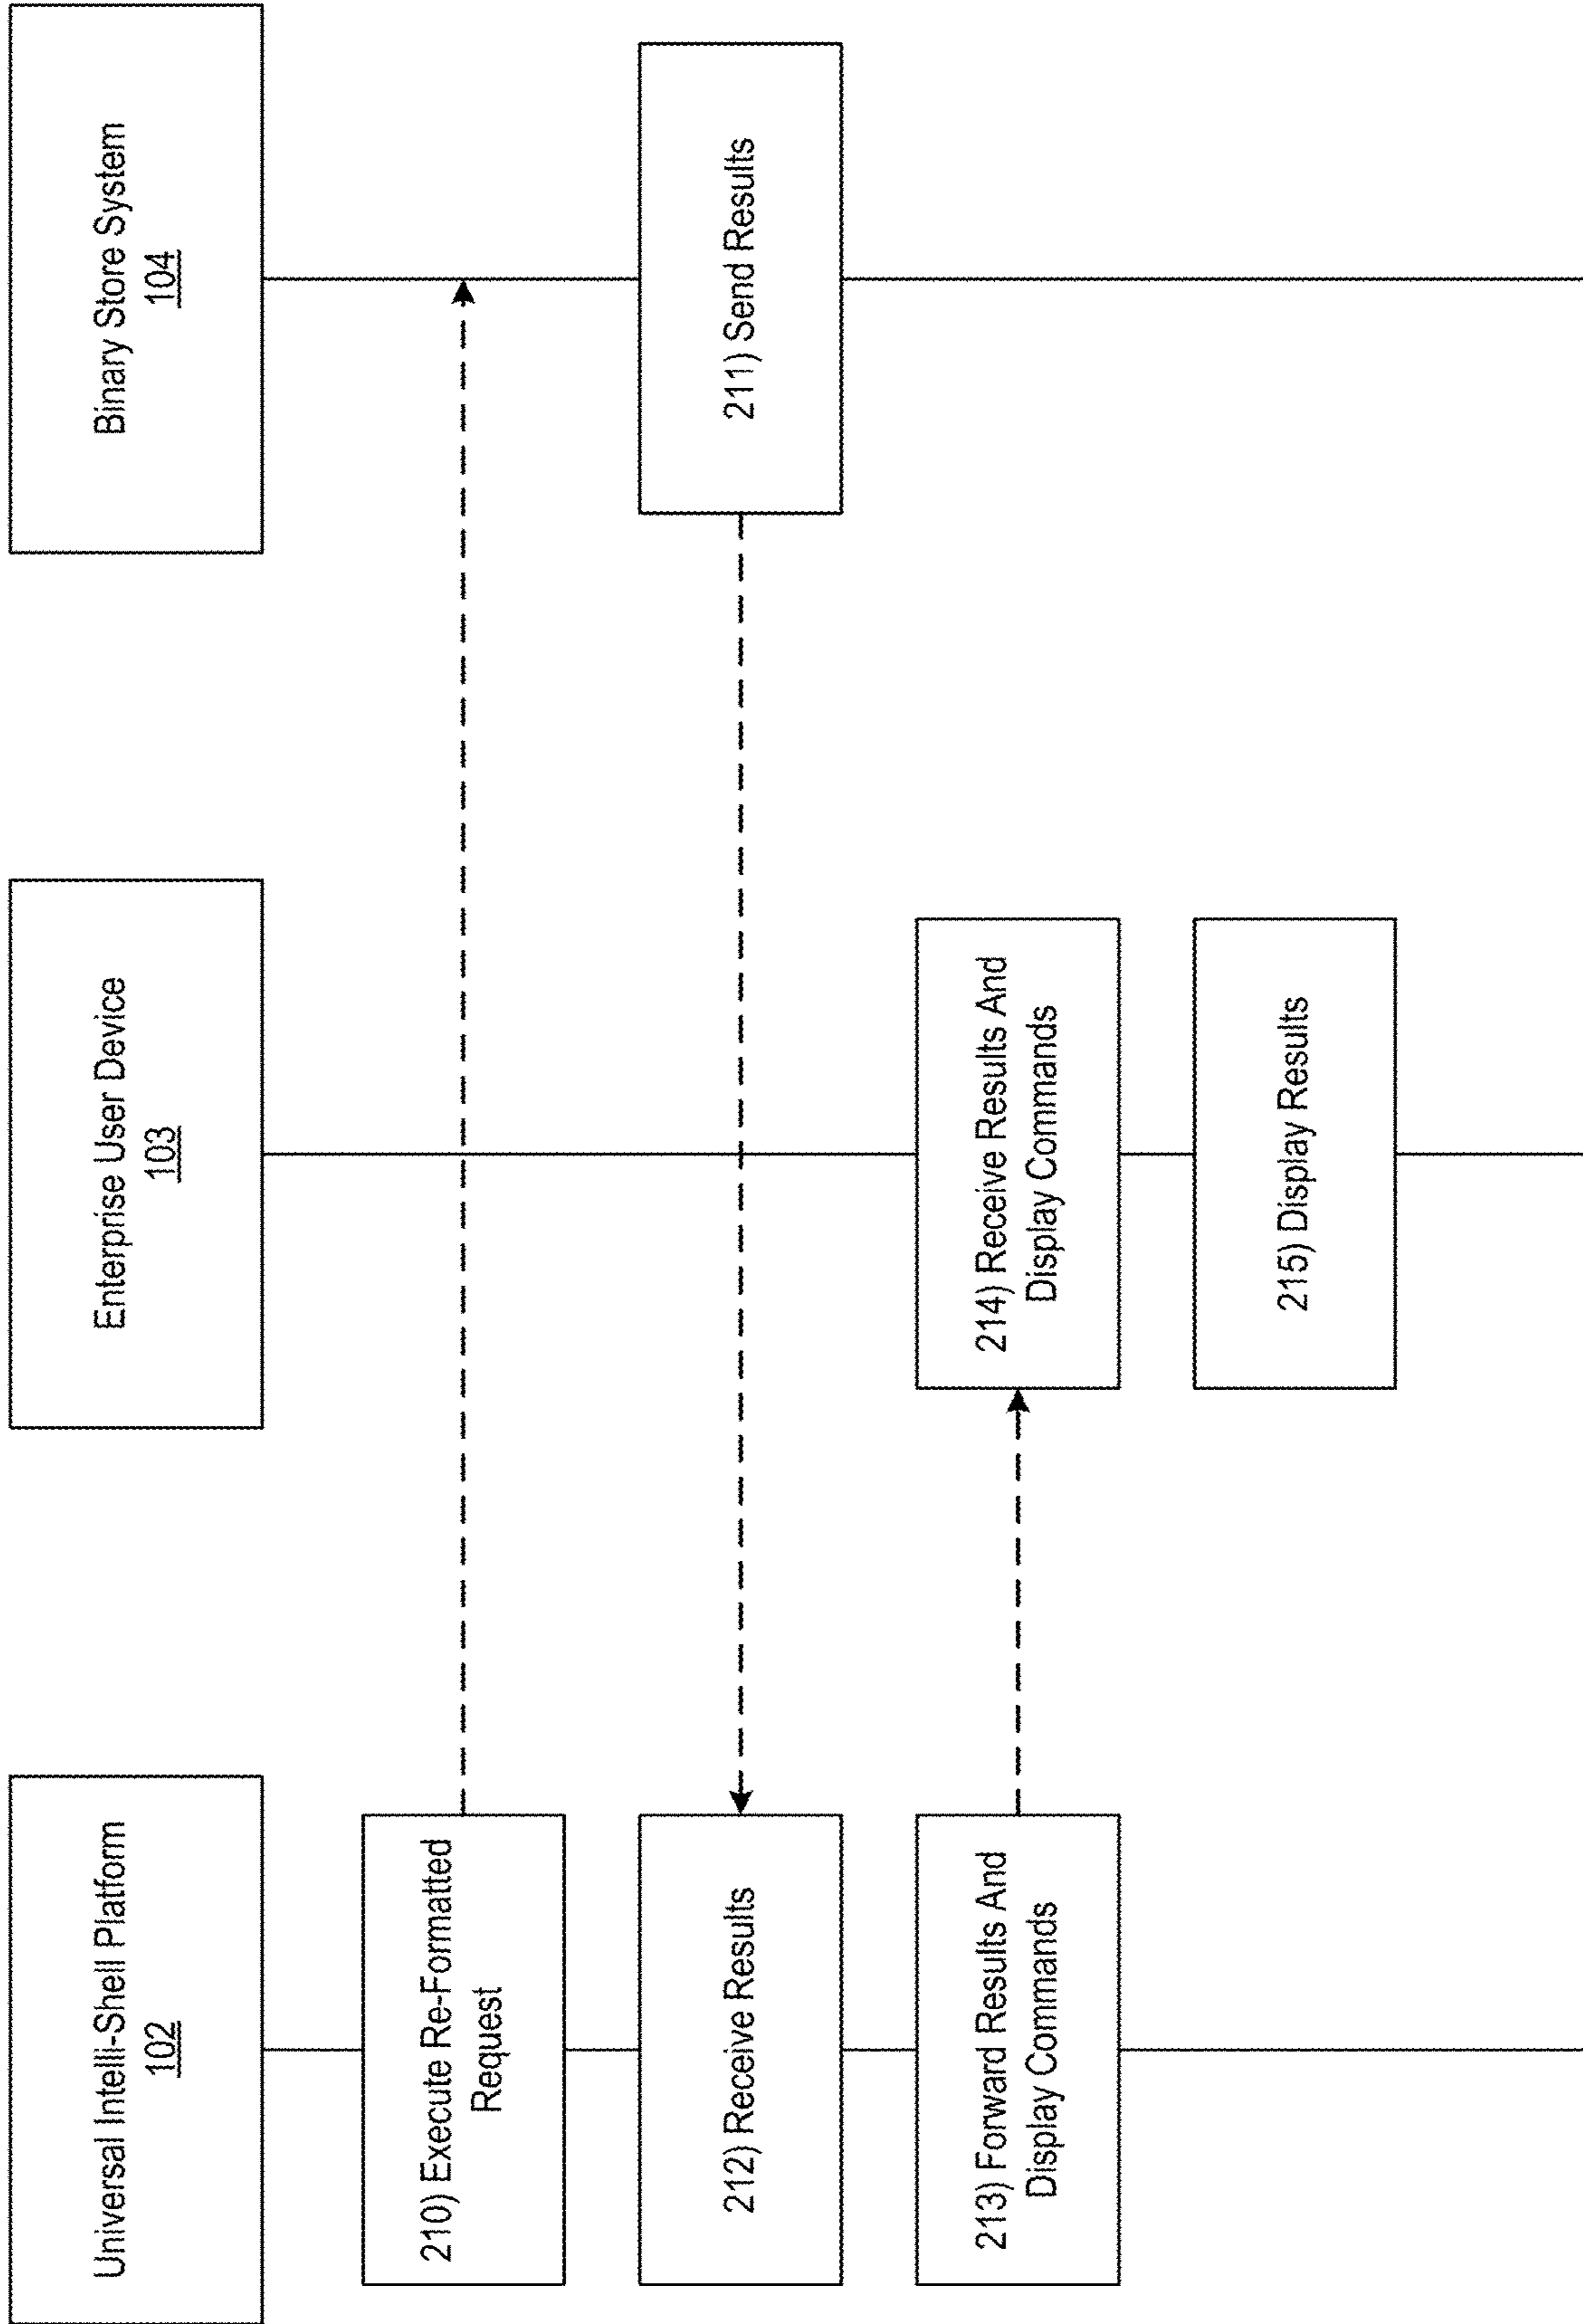 Universal Intelli-Shell Platform
102
Enterprise User Device
103
Binary Store System
104
210) Execute Re-Formatted
Request
211) Send Results
212) Receive Results
213) Forward Results And
Display Commands
214) Receive Results And
Display Commands
215) Display Results